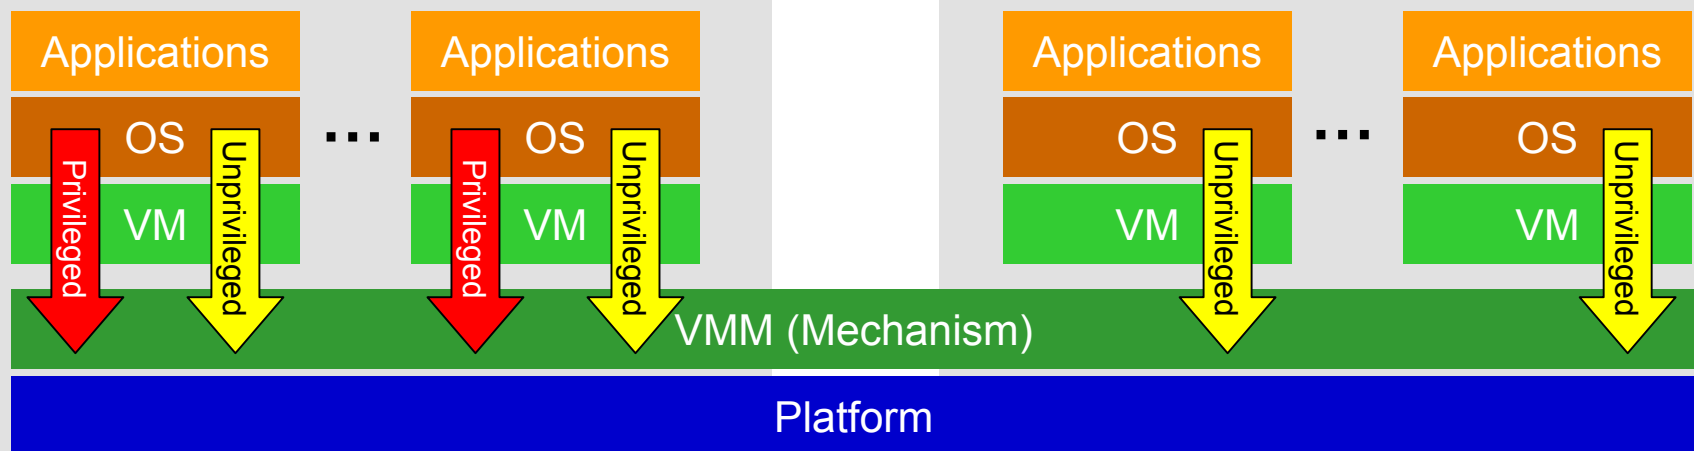 Applications
Applications
Applications
Applications
OS
...
OS
OS
...
OS
Privileged
Unprivileged
Privileged
Unprivileged
Unprivileged
Unprivileged
VM
VM
VM
VM
VMM (Mechanism)
Platform